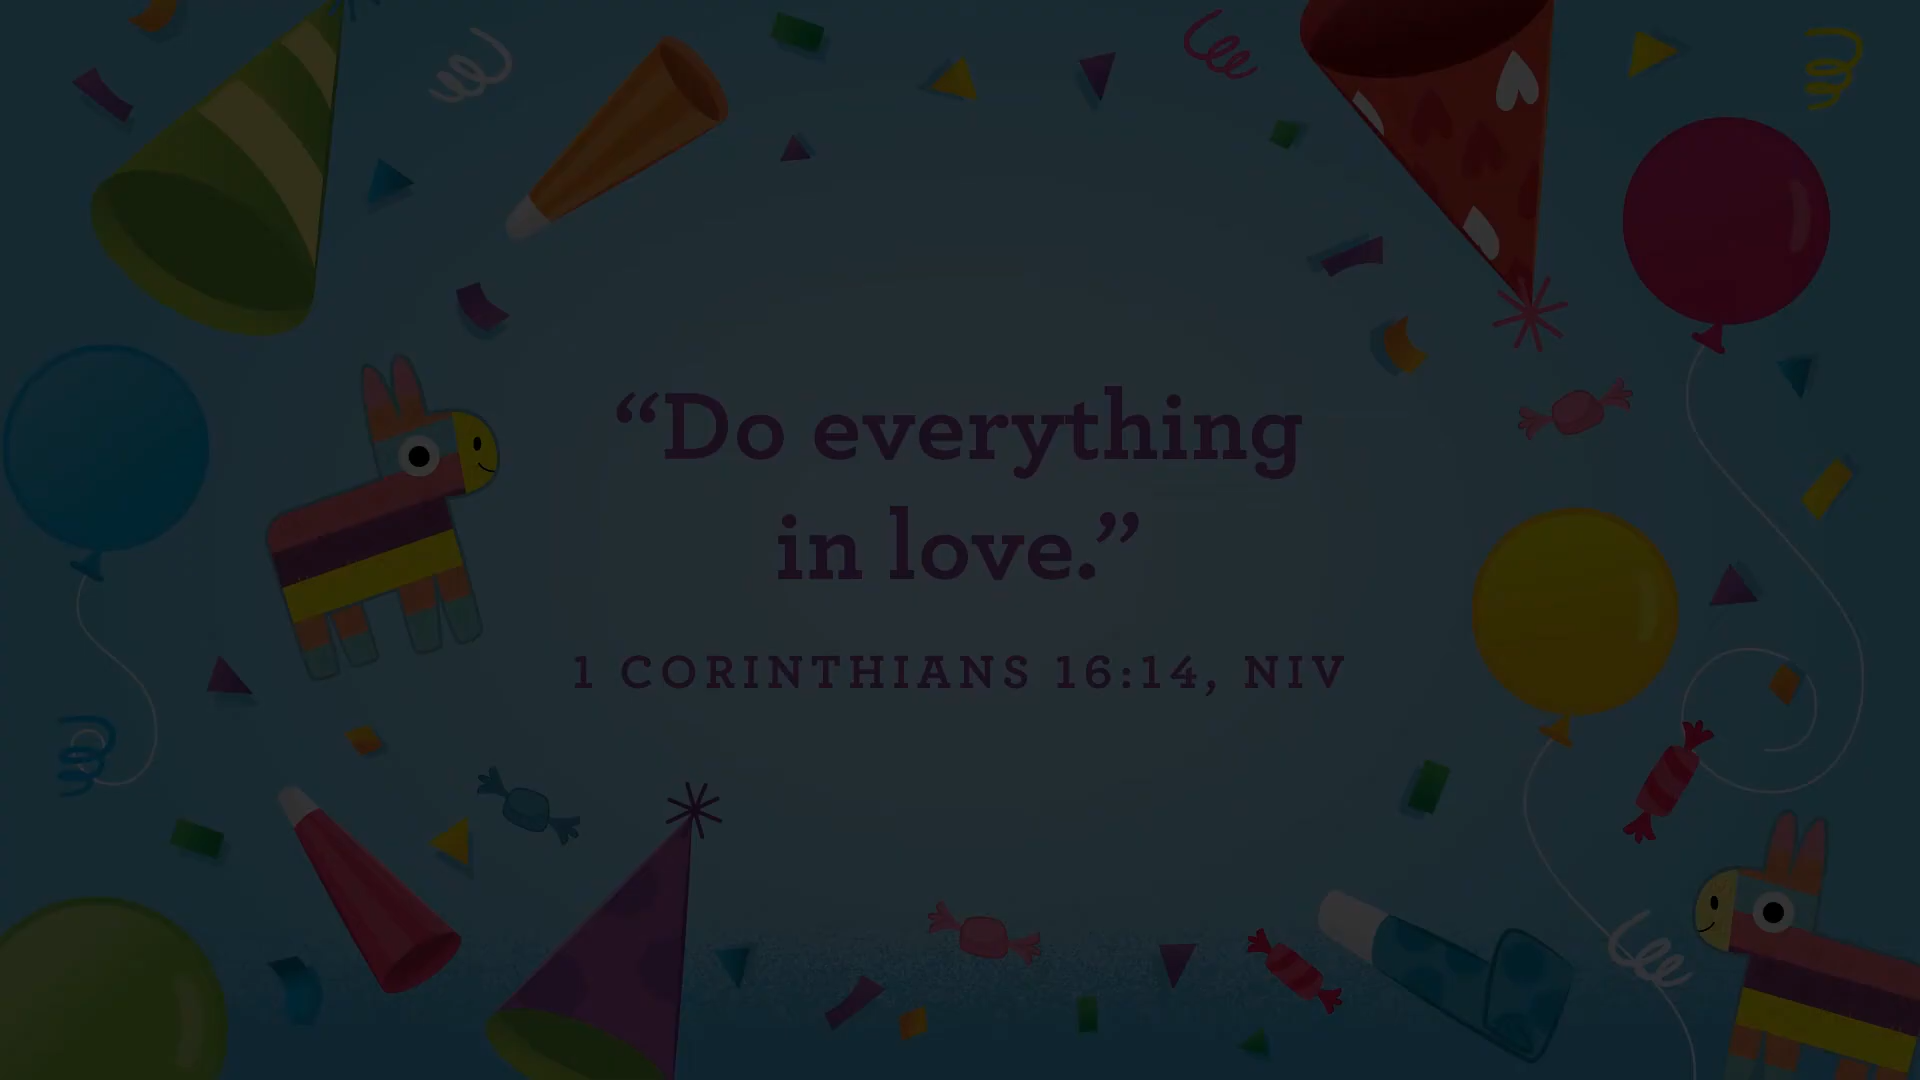 “Do everything
in love.”
1 CORINTHIANS 16:14, NIV